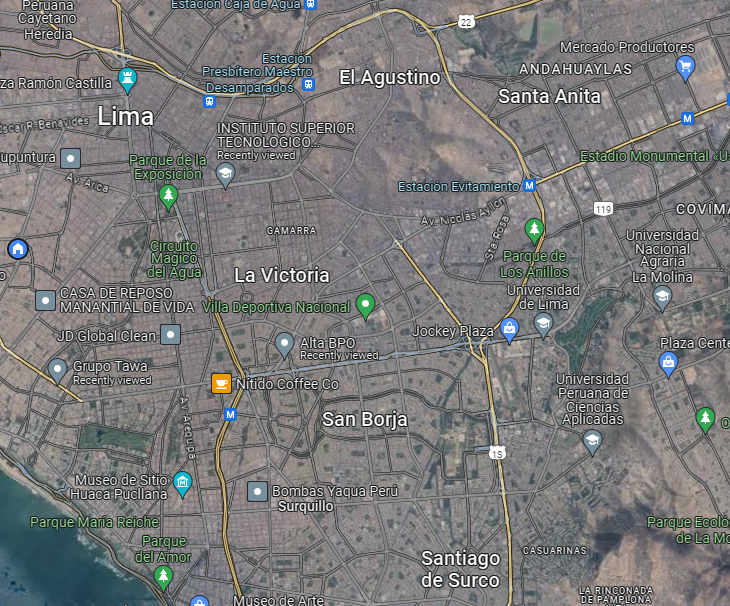 Peruana
Cayetano
Heredia
Estación Caja de Agua
22
Estación
Presbítero Maestro
Desamparados
El Agustino
Mercado Productores
ANDAHUAYLAS
Santa Anita
za Ramón Castilla
Lima
Oscar R. Benavides
INSTITUTO SUPERIOR
TECNOLOGICO...
Recently viewed
M
upuntura
Parque de la
Exposición
Av. Arica
Estadio Monumental «U
Estación Evitamiento
M
119
COVIMA
Av. Nicolás Ayllón
Sta Rosa
GAMARRA
Circuito
Mágico
del Agua
Universidad
Nacional
Agraria
La Molina
Parque de
Los Anillos
La Victoria
CASA DE REPOSO
MANANTIAL DE VIDA
Villa Deportiva Nacional
Universidad
de Lima
JD Global Clean
Jockey Plaza
Alta BPO
Recently viewed
Plaza Cente
Grupo Tawa
Recently viewed
Nítido Coffee Co
Universidad
Peruana de
Ciencias
Aplicadas
M
Av. Arequipa
San Borja
1S
Museo de Sitio
Huaca Pucllana
Bombas Yaqua Perú
Surquillo
Parque María Reiche
Parque
del Amor
Parque Ecoló
de La Mo
CASUARINAS
Santiago
de Surco
LA RINCONADA
DE PAMPLONA
Museo de Arte